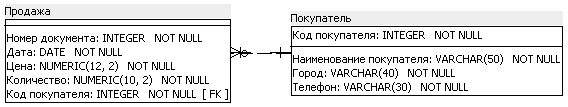 Продажа
Номер документа: INTEGER NOT NULL
Дата: DATE NOT NULL
Цена: NUMERIC(12, 2) NOT NULL
Количество: NUMERIC(10, 2) NOT NULL
Код покупателя: INTEGER NOT NULL [ FK ]
Покупатель
Код покупателя: INTEGER NOT NULL
Наименование покупателя: VARCHAR(50) NOT NULL
Город: VARCHAR(40) NOT NULL
Телефон: VARCHAR(30) NOT NULL